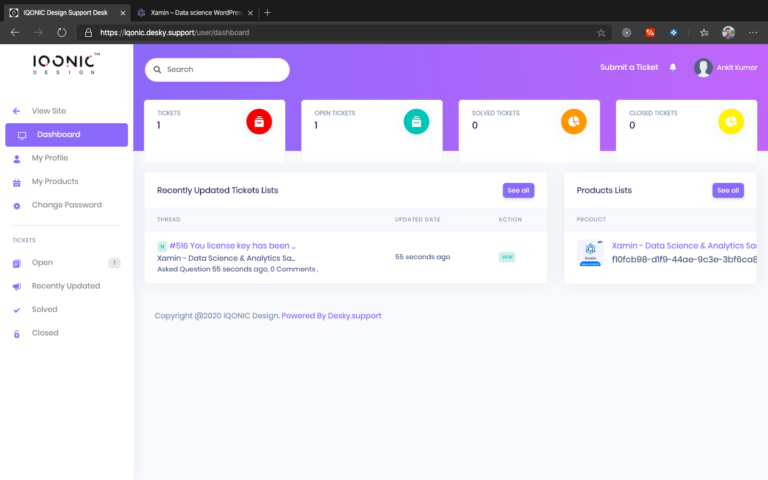 IQONIC Design Support Desk
Xamin – Data science WordPres
https://iqonic.desky.support/user/dashboard
IQONIC™
DESIGN
Search
Submit a Ticket
Ankit Kumar
View Site
Dashboard
My Profile
My Products
Change Password
TICKETS
Open 1
Recently Updated
Solved
Closed
TICKETS
1
OPEN TICKETS
1
SOLVED TICKETS
0
CLOSED TICKETS
0
Recently Updated Tickets Lists
See all
THREAD UPDATED DATE ACTION
N #516 You license key has been ...
Xamin - Data Science & Analytics Sa...
Asked Question 55 seconds ago, 0 Comments ,
55 seconds ago
VIEW
Products Lists
See all
PRODUCT
Xamin
Xamin - Data Science & Analytics Saa
f10fcb98-d1f9-44ae-9c3e-3bf6ca8
Copyright @2020 IQONIC Design. Powered By Desky.support